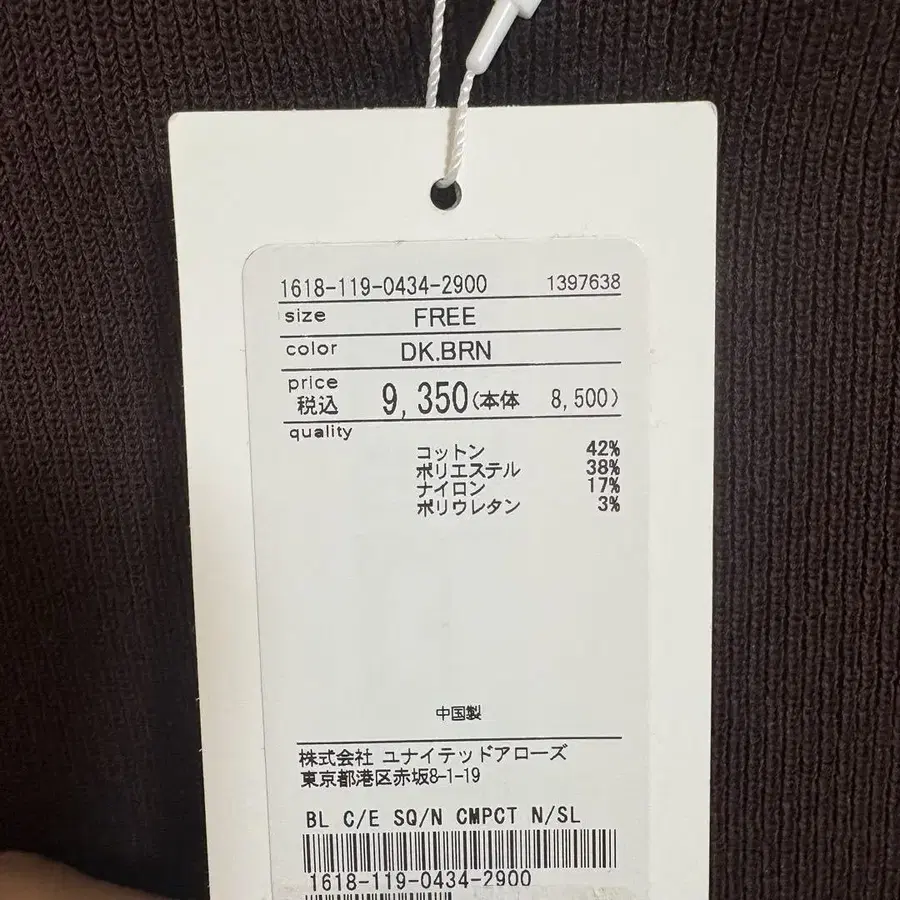 1618-119-0434-2900 1397638
size FREE
color DK.BRN
price
税込 9,350(本体 8,500)
quality
コットン 42%
ポリエステル 38%
ナイロン 17%
ポリウレタン 3%
中国製
株式会社 ユナイテッドアローズ
東京都港区赤坂8-1-19
BL C/E SQ/N CMPCT N/SL
1618-119-0434-2900